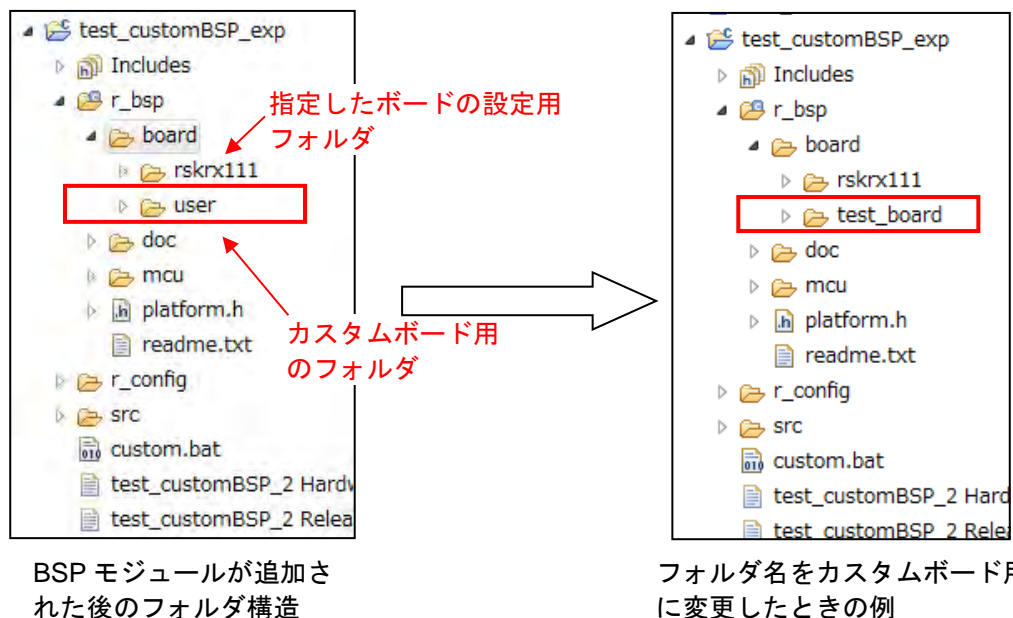 test_customBSP_exp
Includes
r_bsp
board
rskrx111
user
doc
mcu
platform.h
readme.txt
r_config
src
custom.bat
test_customBSP_2 Hardw
test_customBSP_2 Relea
指定したボードの設定用
フォルダ
カスタムボード用
のフォルダ
BSP モジュールが追加さ
れた後のフォルダ構造
test_customBSP_exp
Includes
r_bsp
board
rskrx111
test_board
doc
mcu
platform.h
readme.txt
r_config
src
custom.bat
test_customBSP_2 Hard
test_customBSP_2 Relea
フォルダ名をカスタムボード用
に変更したときの例